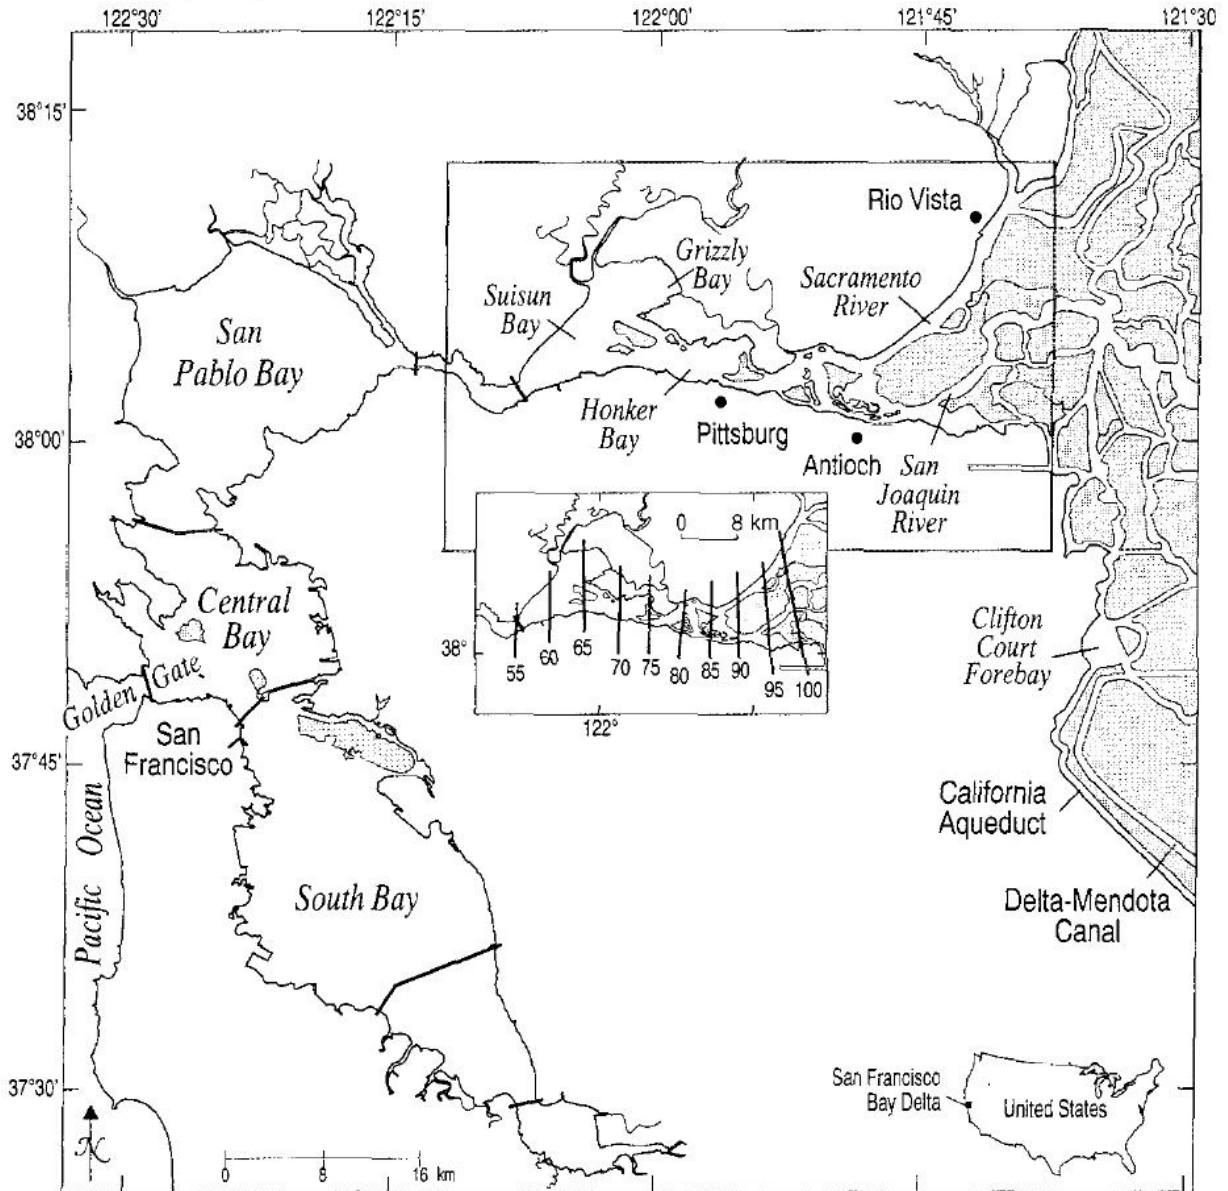 122°30' 122°15' 122°00' 121°45' 121°30'
38°15'
38°00'
37°45'
37°30'
Rio Vista
Grizzly
Bay
Sacramento
River
Suisun
Bay
San
Pablo Bay
Honker
Bay
Pittsburg
Antioch
San
Joaquin
River
0 8 km
38°
55 60 65 70 75 80 85 90 95 100
122°
Central
Bay
Golden Gate
San
Francisco
Clifton
Court
Forebay
Pacific Ocean
California
Aqueduct
South Bay
Delta-Mendota
Canal
San Francisco
Bay Delta
United States
N
0 8 16 km